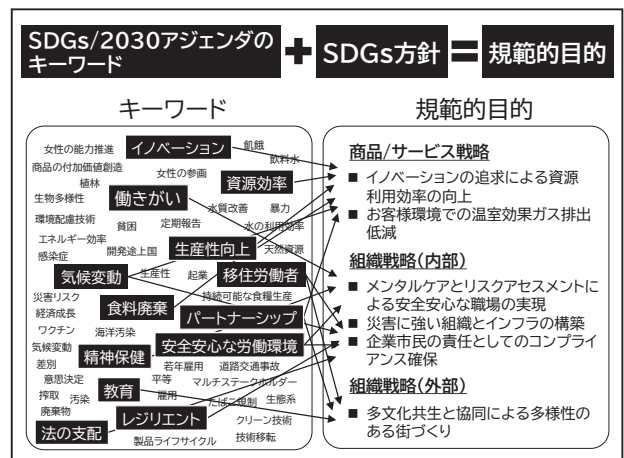 SDGs/2030アジェンダの
キーワード
+
SDGs方針
=
規範的目的
キーワード
女性の能力推進
イノベーション
飢餓
飲料水
商品の付加価値創造
女性の参画
資源効率
植林
生物多様性
働きがい
水質改善
暴力
環境配慮技術
貧困
定期報告
水の利用効率
エネルギー効率
開発途上国
生産性向上
天然資源
感染症
気候変動
生産性
起業
移住労働者
災害リスク
食料廃棄
持続可能な食糧生産
経済成長
パートナーシップ
ワクチン
海洋汚染
気候変動
精神保健
安全安心な労働環境
差別
若年雇用
道路交通事故
意思決定
教育
平等
マルチステークホルダー
搾取
汚染
雇用
たばこ規制
生態系
廃棄物
レジリエント
クリーン技術
法の支配
製品ライフサイクル
技術移転
規範的目的
商品/サービス戦略
■ イノベーションの追求による資源
利用効率の向上
■ お客様環境での温室効果ガス排出
低減
組織戦略(内部)
■ メンタルケアとリスクアセスメントに
よる安全安心な職場の実現
■ 災害に強い組織とインフラの構築
■ 企業市民の責任としてのコンプライ
アンス確保
組織戦略(外部)
■ 多文化共生と協同による多様性の
ある街づくり